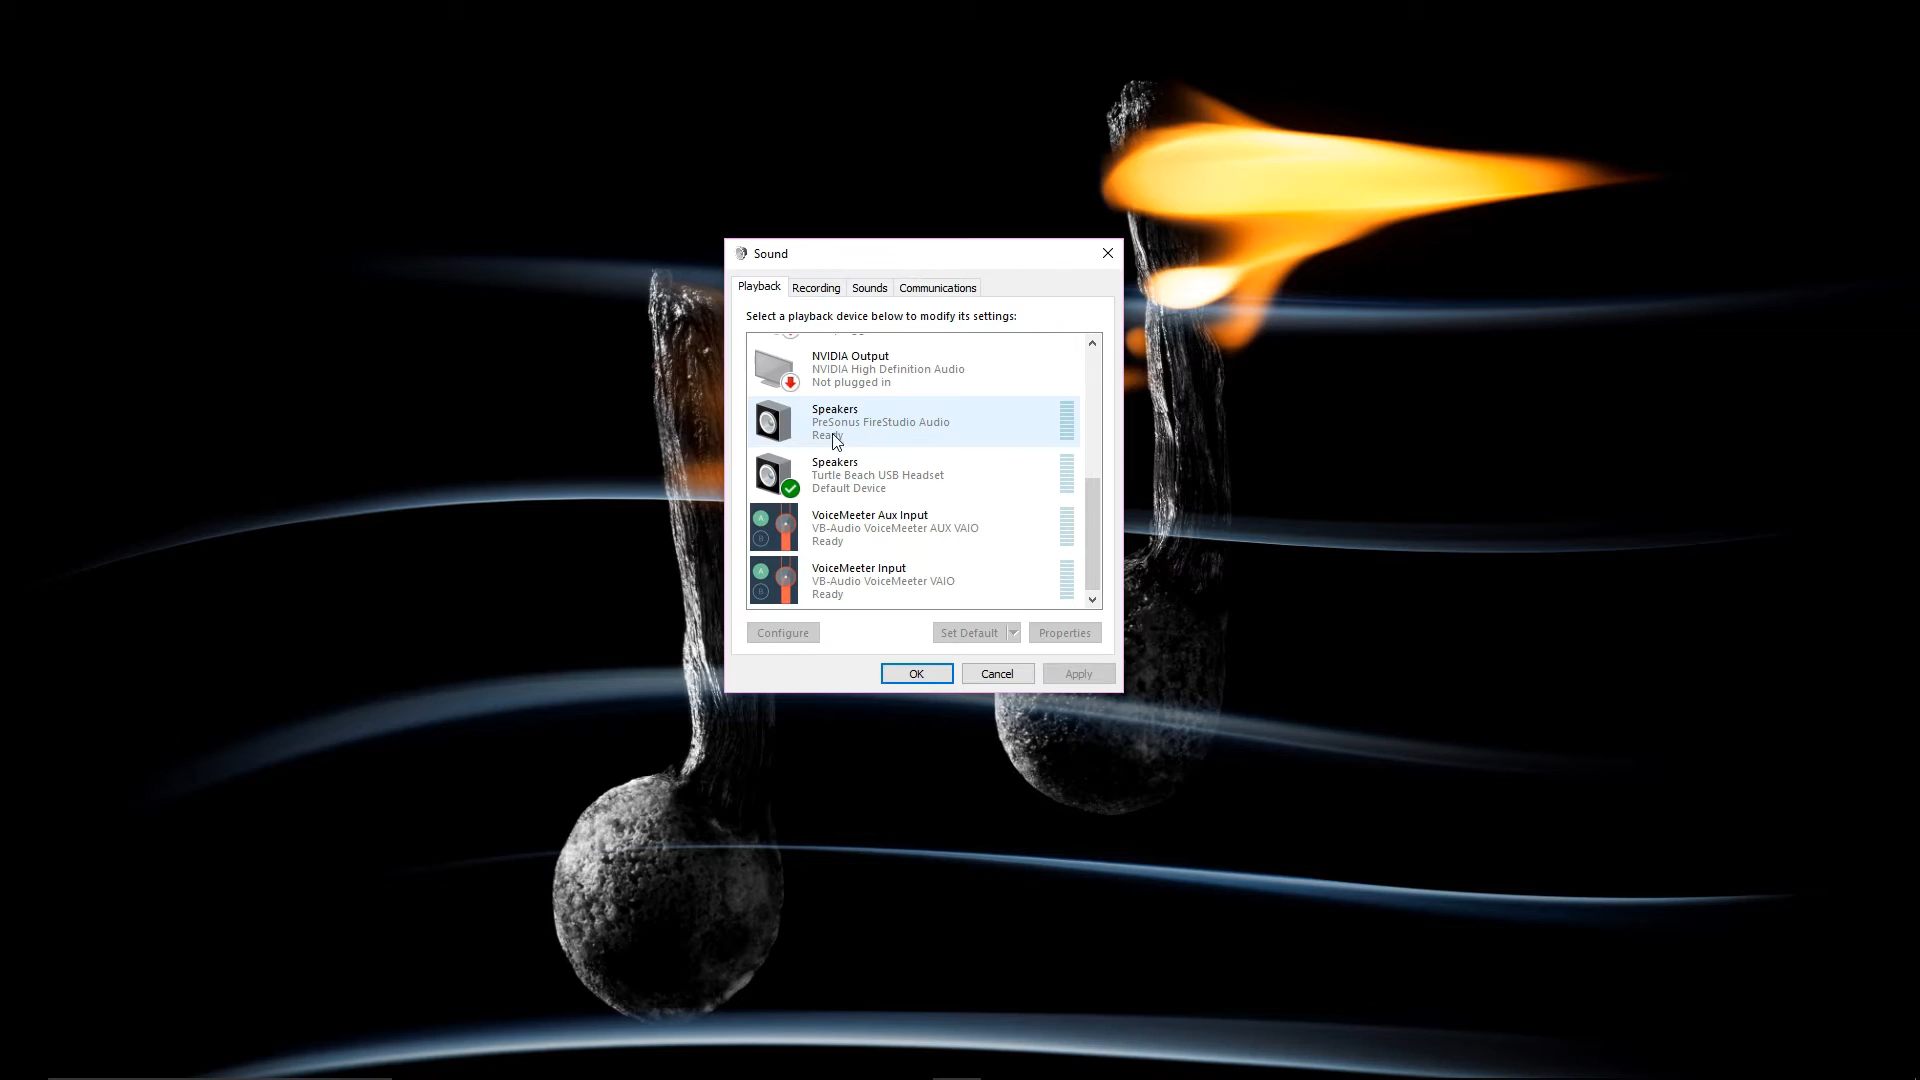 Sound
Playback
Recording
Sounds
Communications
Select a playback device below to modify its settings:
NVIDIA Output
NVIDIA High Definition Audio
Not plugged in
Speakers
PreSonus FireStudio Audio
Ready
Speakers
Turtle Beach USB Headset
Default Device
A
B
VoiceMeeter Aux Input
VB-Audio VoiceMeeter AUX VAIO
Ready
A
B
VoiceMeeter Input
VB-Audio VoiceMeeter VAIO
Ready
Configure
Set Default
Properties
OK
Cancel
Apply